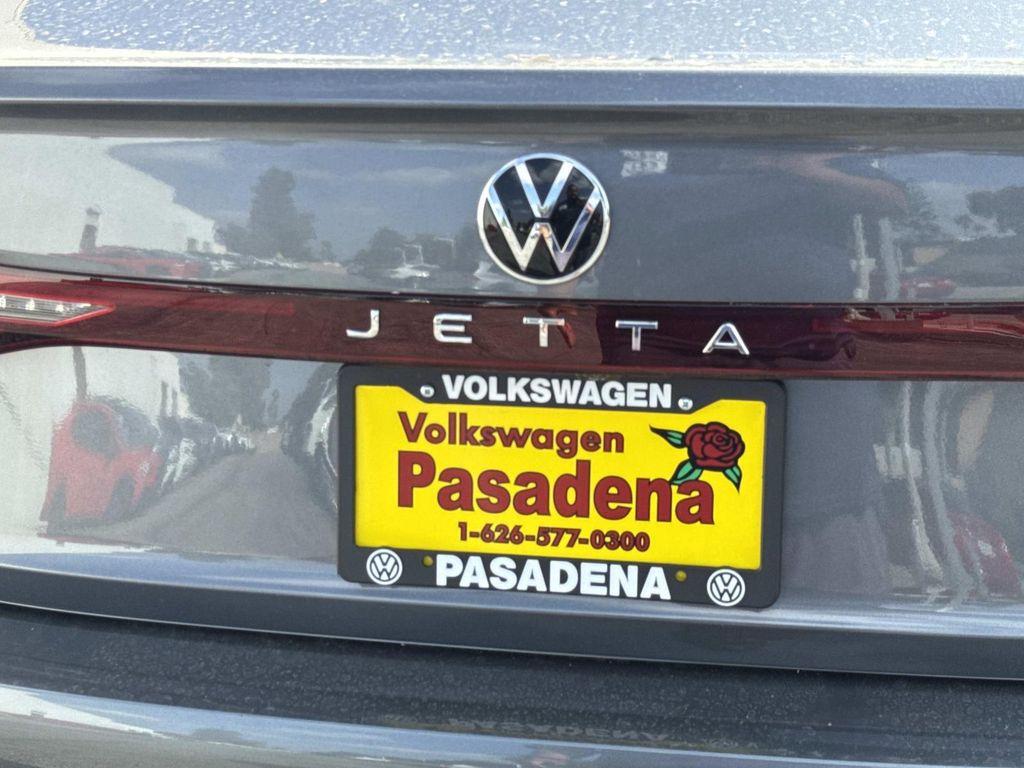 JETTA
VOLKSWAGEN
Volkswagen
Pasadena
1-626-577-0300
PASADENA